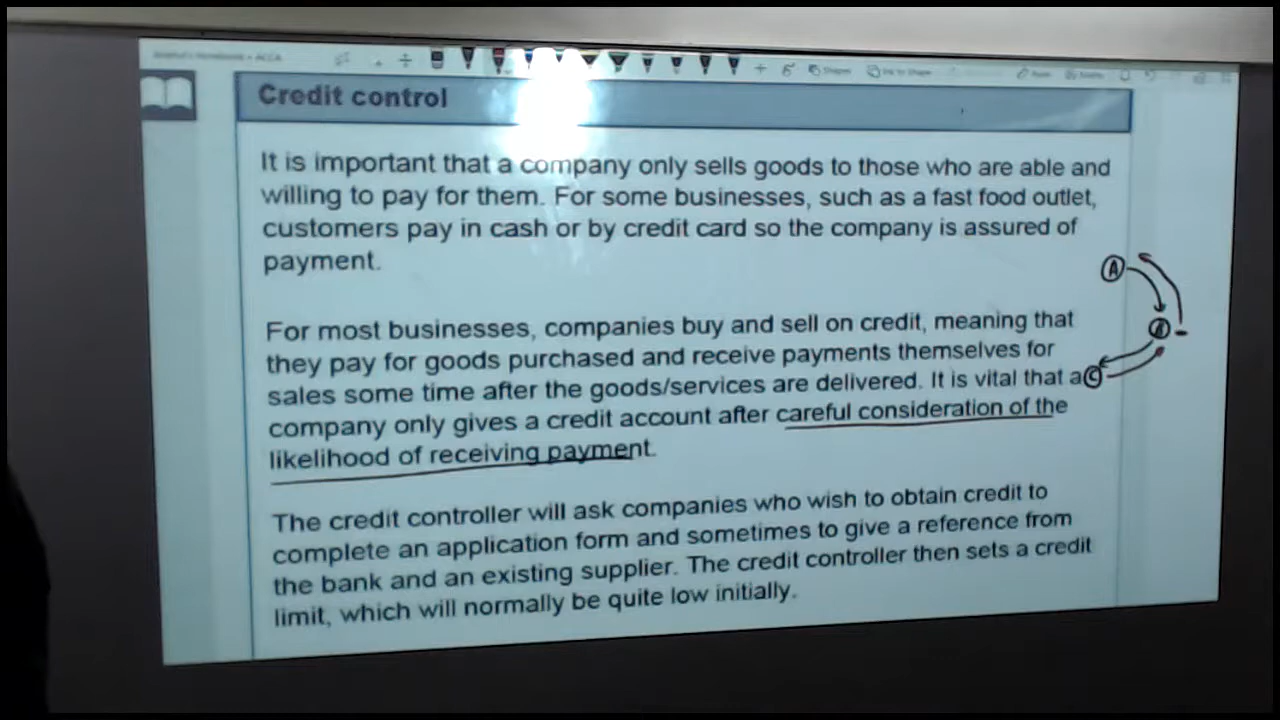 Credit control
It is important that a company only sells goods to those who are able and
willing to pay for them. For some businesses, such as a fast food outlet,
customers pay in cash or by credit card so the company is assured of
payment.
A
For most businesses, companies buy and sell on credit, meaning that
they pay for goods purchased and receive payments themselves for
sales some time after the goods/services are delivered. It is vital that a
C
company only gives a credit account after careful consideration of the
likelihood of receiving payment.
The credit controller will ask companies who wish to obtain credit to
complete an application form and sometimes to give a reference from
the bank and an existing supplier. The credit controller then sets a credit
limit, which will normally be quite low initially.